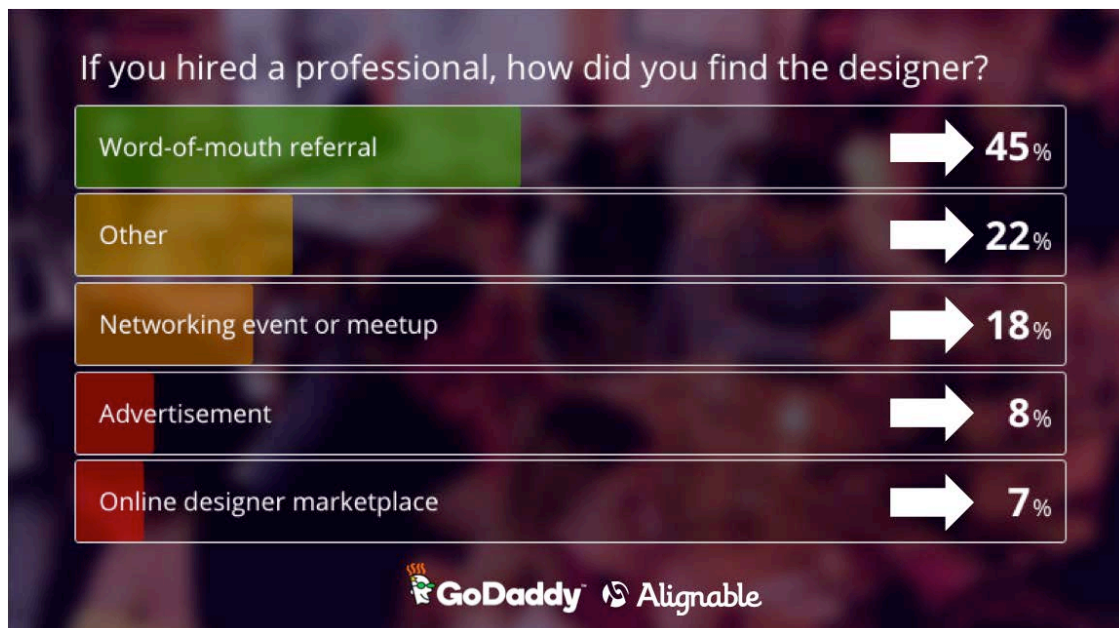 If you hired a professional, how did you find the designer?
Word-of-mouth referral 45%
Other 22%
Networking event or meetup 18%
Advertisement 8%
Online designer marketplace 7%
GoDaddy™ Alignable